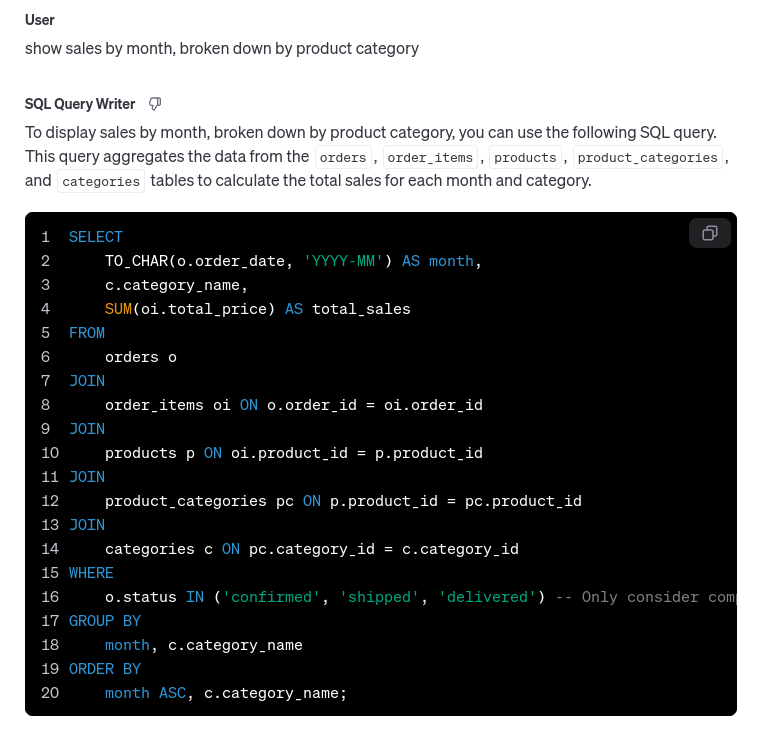 User
show sales by month, broken down by product category
SQL Query Writer
To display sales by month, broken down by product category, you can use the following SQL query.
This query aggregates the data from the orders, order_items, products, product_categories,
and categories tables to calculate the total sales for each month and category.
1 SELECT
2     TO_CHAR(o.order_date, 'YYYY-MM') AS month,
3     c.category_name,
4     SUM(oi.total_price) AS total_sales
5 FROM
6     orders o
7 JOIN
8     order_items oi ON o.order_id = oi.order_id
9 JOIN
10     products p ON oi.product_id = p.product_id
11 JOIN
12     product_categories pc ON p.product_id = pc.product_id
13 JOIN
14     categories c ON pc.category_id = c.category_id
15 WHERE
16     o.status IN ('confirmed', 'shipped', 'delivered') -- Only consider
17 GROUP BY
18     month, c.category_name
19 ORDER BY
20     month ASC, c.category_name;